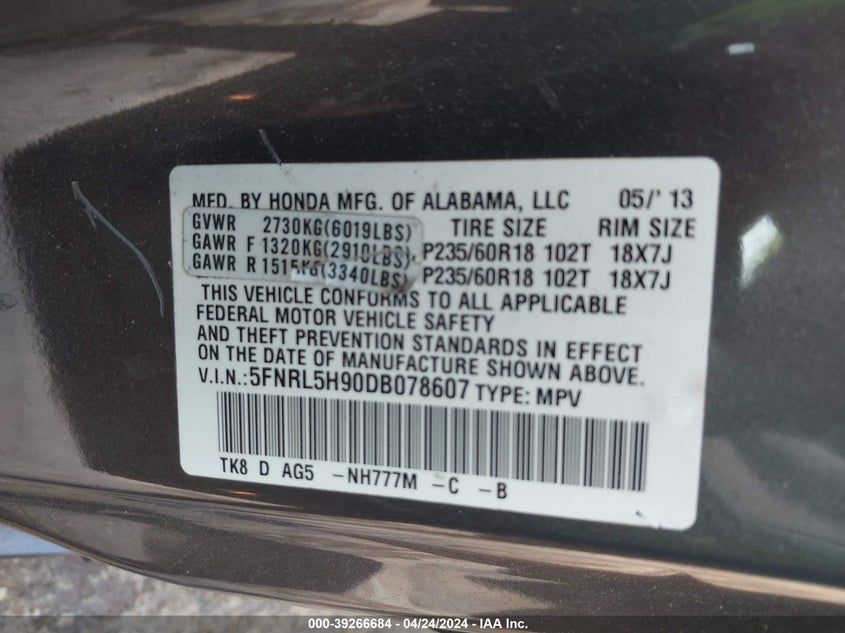 MFD. BY HONDA MFG. OF ALABAMA, LLC 05/' 13
GVWR 2730KG(6019LBS) TIRE SIZE RIM SIZE
GAWR F 1320KG(2910LBS) P235/60R18 102T 18X7J
GAWR R 1515KG(3340LBS) P235/60R18 102T 18X7J
THIS VEHICLE CONFORMS TO ALL APPLICABLE
FEDERAL MOTOR VEHICLE SAFETY
AND THEFT PREVENTION STANDARDS IN EFFECT
ON THE DATE OF MANUFACTURE SHOWN ABOVE.
V.I.N.:5FNRL5H90DB078607 TYPE: MPV
TK8 D AG5 -NH777M -C -B
000-39266684 - 04/24/2024 - IAA Inc.